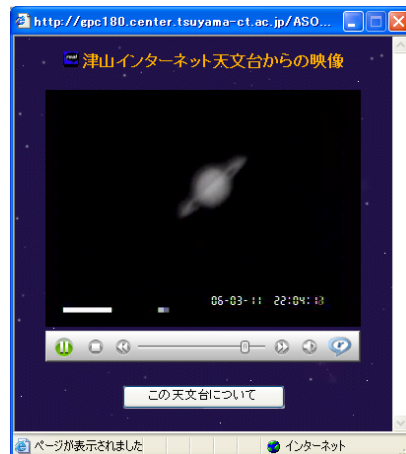 http://epc180.center.tsuyama-ct.ac.jp/ASO...
real
津山インターネット天文台からの映像
06-03-11 22:04:13
この天文台について
ページが表示されました
インターネット